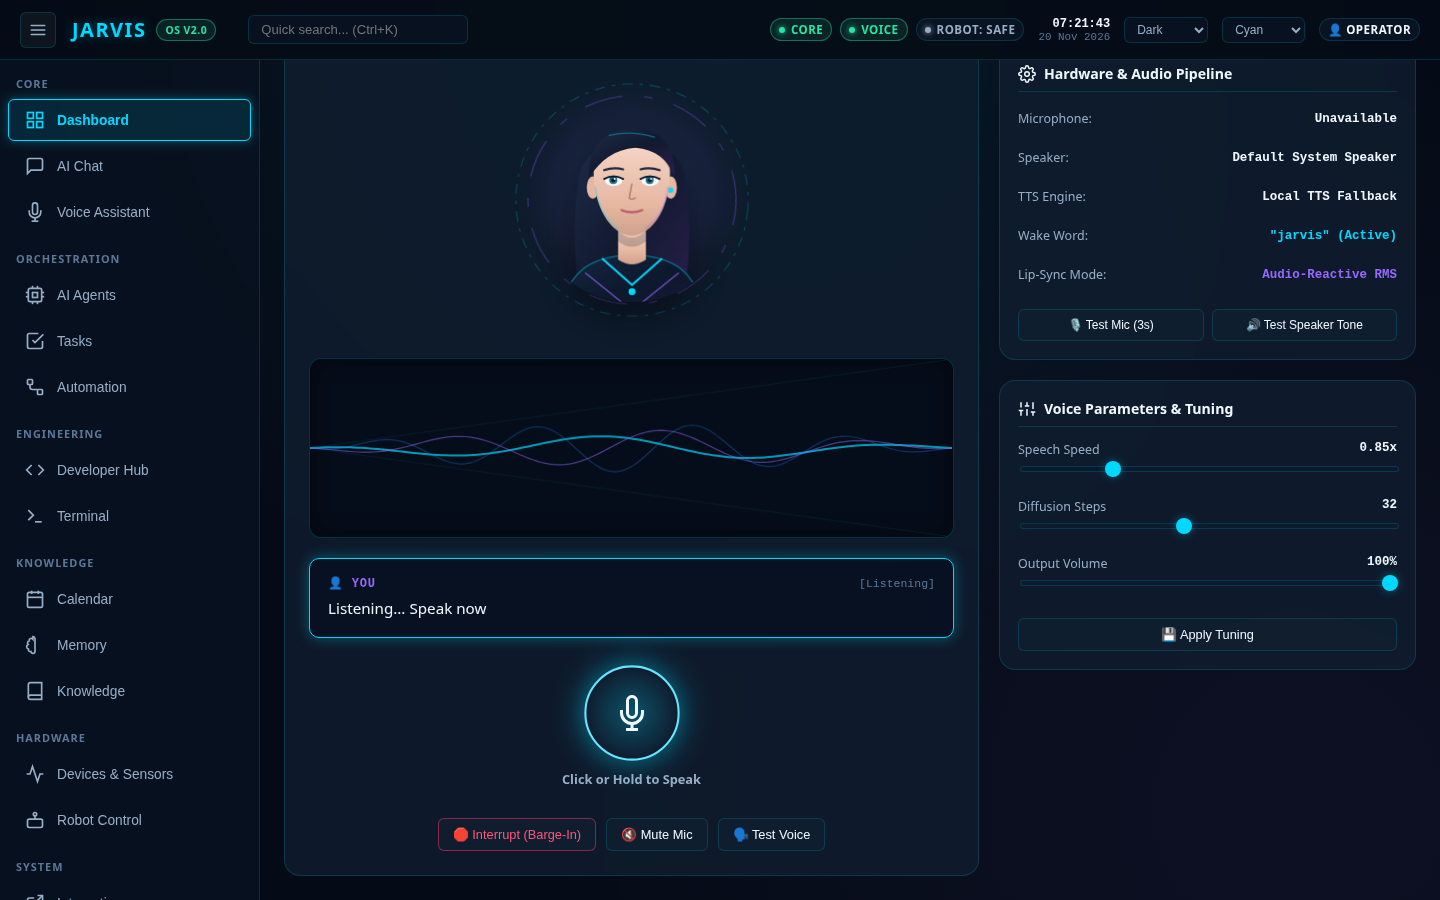 JARVIS
OS V2.0
Quick search... (Ctrl+K)
CORE
VOICE
ROBOT: SAFE
07:21:43
20 Nov 2026
Dark
Cyan
OPERATOR
CORE
Dashboard
AI Chat
Voice Assistant
ORCHESTRATION
AI Agents
Tasks
Automation
ENGINEERING
Developer Hub
Terminal
KNOWLEDGE
Calendar
Memory
Knowledge
HARDWARE
Devices & Sensors
Robot Control
SYSTEM
YOU
[Listening]
Listening... Speak now
Click or Hold to Speak
Interrupt (Barge-In)
Mute Mic
Test Voice
Hardware & Audio Pipeline
Microphone: Unavailable
Speaker: Default System Speaker
TTS Engine: Local TTS Fallback
Wake Word: "jarvis" (Active)
Lip-Sync Mode: Audio-Reactive RMS
Test Mic (3s)
Test Speaker Tone
Voice Parameters & Tuning
Speech Speed 0.85x
Diffusion Steps 32
Output Volume 100%
Apply Tuning